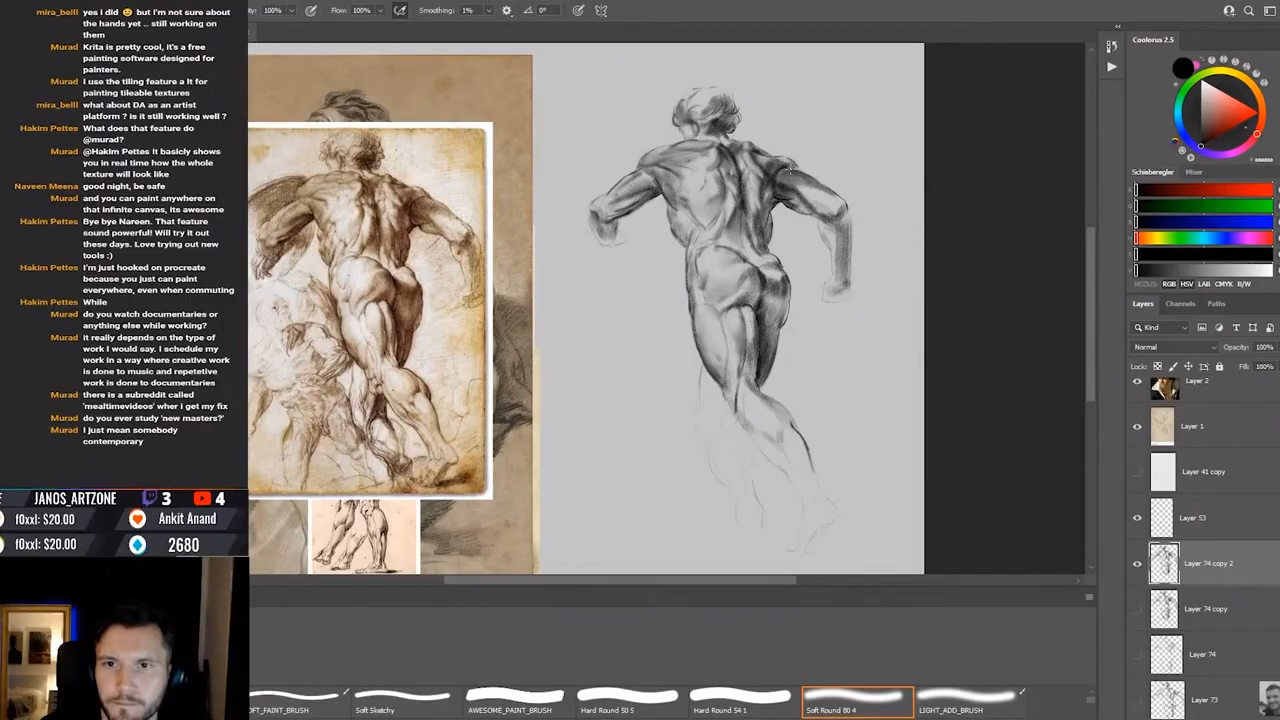 100% Flow: 100% Smoothing: 1% 0°
mira_belll yes i did but i'm not sure about
the hands yet .. still working on
them
Murad Krita is pretty cool, it's a free
painting software designed for
painters.
Murad I use the tiling feature a lt for
painting tileable textures
mira_belll what about DA as an artist
platform ? is it still working well ?
Hakim Pettes What does that feature do
@murad?
Murad @Hakim Pettes It basicly shows
you in real time how the whole
texture will look like
Naveen Meena good night, be safe
Murad and you can paint anywhere on
that infinite canvas, its awesome
Hakim Pettes Bye bye Nareen. That feature
sound powerful! Will try it out
these days. Love trying out new
tools :)
Hakim Pettes I'm just hooked on procreate
because you just can paint
everywhere, even when commuting
Hakim Pettes While
Murad do you watch documentaries or
anything else while working?
Murad it really depends on the type of
work I would say. I schedule my
work in a way where creative work
is done to music and repetetive
work is done to documentaries
Murad there is a subreddit called
'mealtimevideos' wher i get my fix
Murad do you ever study 'new masters?'
Murad I just mean somebody
contemporary
JANOS_ARTZONE 3 4
f0xxl: $20.00 Ankit Anand
f0xxl: $20.00 2680
Coolorus 2.5
Schieberegler Mixer
RGB HSV LAB CMYK B/W
Layers Channels Paths
Kind
Normal Opacity: 100%
Lock: Fill: 100%
Layer 2
Layer 1
Layer 41 copy
Layer 53
Layer 74 copy 2
Layer 74 copy
Layer 74
Layer 73
SOFT_FAINT_BRUSH Soft Sketchy AWESOME_PAINT_BRUSH Hard Round 50 5 Hard Round 54 1 Soft Round 80 4 LIGHT_ADD_BRUSH